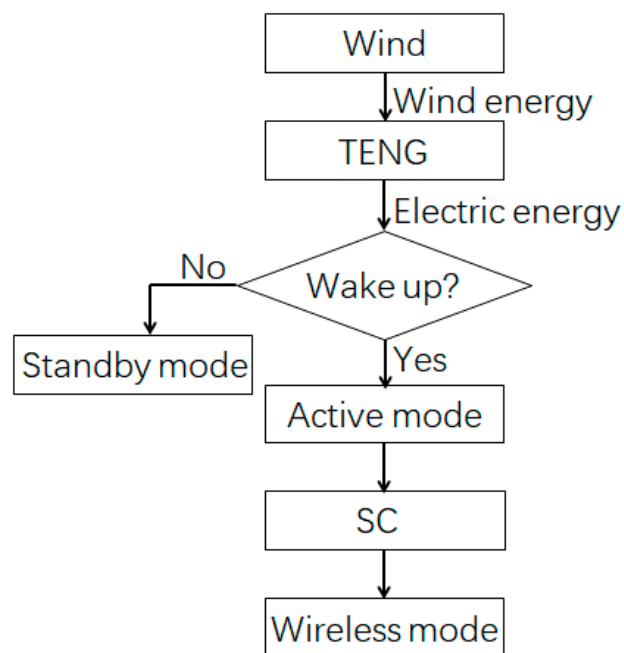 Wind
Wind energy
TENG
Electric energy
No
Wake up?
Standby mode
Yes
Active mode
SC
Wireless mode